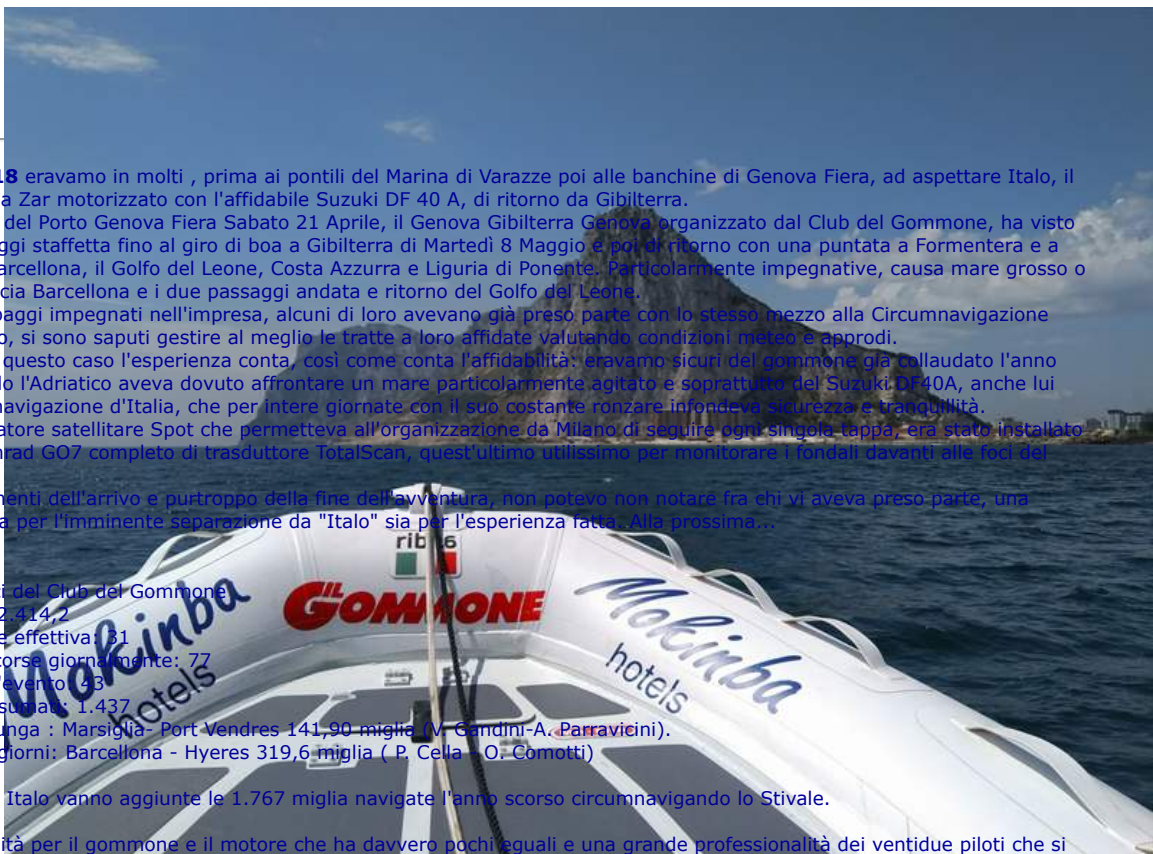 18 eravamo in molti , prima ai pontili del Marina di Varazze poi alle banchine di Genova Fiera, ad aspettare Italo, il
a Zar motorizzato con l'affidabile Suzuki DF 40 A, di ritorno da Gibilterra.
del Porto Genova Fiera Sabato 21 Aprile, il Genova Gibilterra Genova organizzato dal Club del Gommone, ha visto
ggi staffetta fino al giro di boa a Gibilterra di Martedì 8 Maggio e poi di ritorno con una puntata a Formentera e a
arcellona, il Golfo del Leone, Costa Azzurra e Liguria di Ponente. Particolarmente impegnative, causa mare grosso o
cia Barcellona e i due passaggi andata e ritorno del Golfo del Leone.
paggi impegnati nell'impresa, alcuni di loro avevano già preso parte con lo stesso mezzo alla Circumnavigazione
o, si sono saputi gestire al meglio le tratte a loro affidate valutando condizioni meteo e approdi.
questo caso l'esperienza conta, così come conta l'affidabilità: eravamo sicuri del gommone già collaudato l'anno
do l'Adriatico aveva dovuto affrontare un mare particolarmente agitato e soprattutto del Suzuki DF40A, anche lui
navigazione d'Italia, che per intere giornate con il suo costante ronzare infondeva sicurezza e tranquillità.
atore satellitare Spot che permetteva all'organizzazione da Milano di seguire ogni singola tappa, era stato installato
nrad GO7 completo di trasduttore TotalScan, quest'ultimo utilissimo per monitorare i fondali davanti alle foci del
nenti dell'arrivo e purtroppo della fine dell'avventura, non potevo non notare fra chi vi aveva preso parte, una
a per l'imminente separazione da "Italo" sia per l'esperienza fatta. Alla prossima...
rib
IL GOMMONE
Mokinba hotels
Mokinba hotels
ti del Club del Gommone
2.414,2
e effettiva: 31
corse giornalmente: 77
l'evento: 43
sumati: 1.437
unga : Marsiglia- Port Vendres 141,90 miglia (V. Gandini-A. Parravicini).
giorni: Barcellona - Hyeres 319,6 miglia ( P. Cella - O. Comotti)
Italo vanno aggiunte le 1.767 miglia navigate l'anno scorso circumnavigando lo Stivale.
ità per il gommone e il motore che ha davvero pochi eguali e una grande professionalità dei ventidue piloti che si